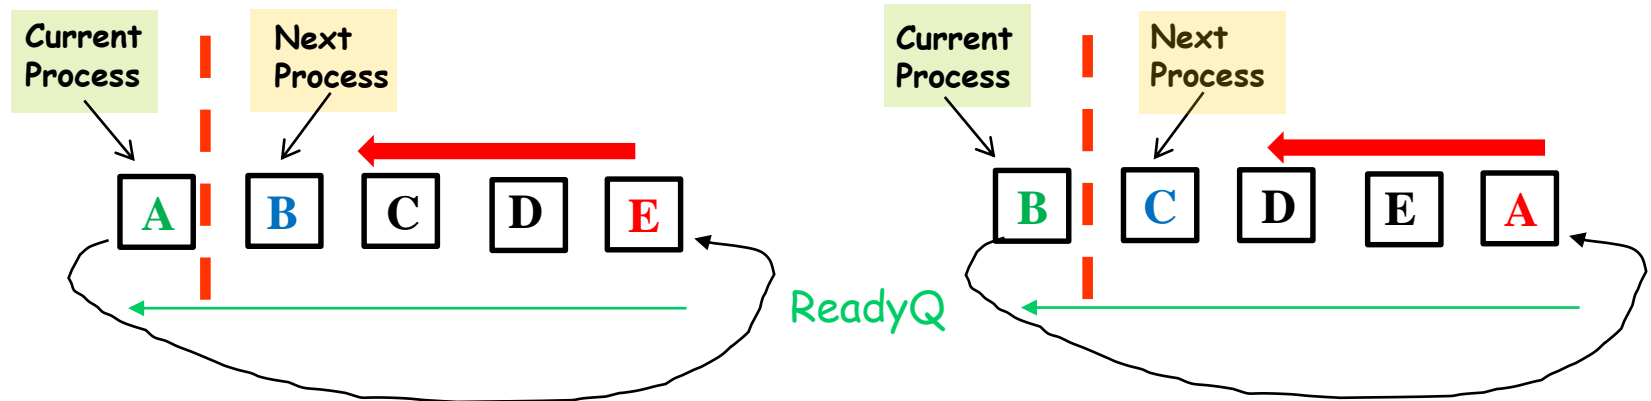 Current
Process
Next
Process
A B C D E
ReadyQ
Current
Process
Next
Process
B C D E A